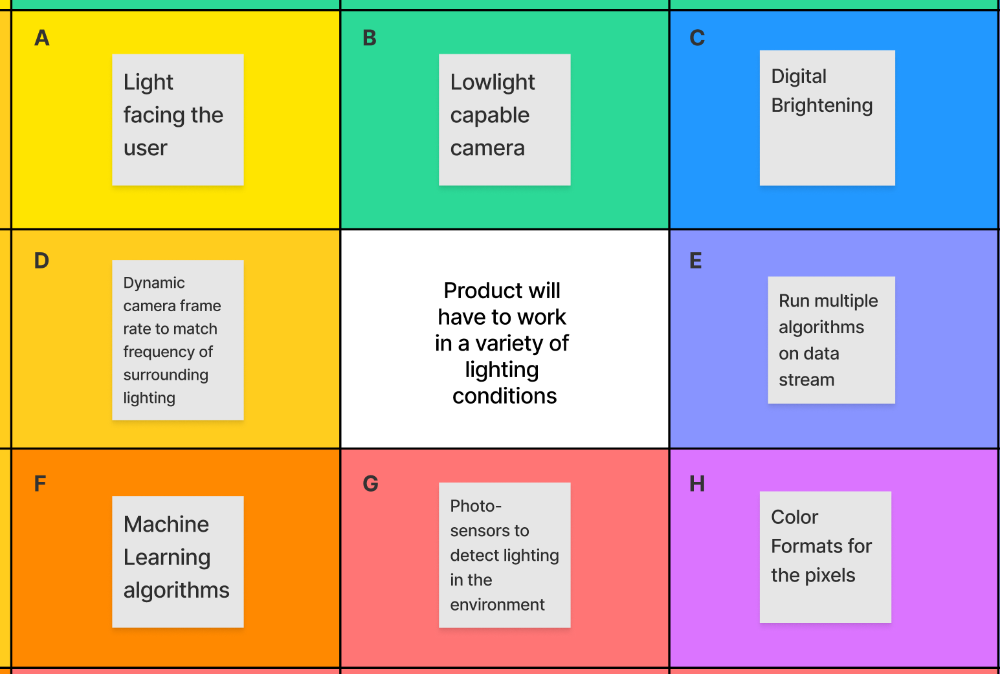 A
Light
facing the
user
B
Lowlight
capable
camera
C
Digital
Brightening
D
Dynamic
camera frame
rate to match
frequency of
surrounding
lighting
Product will
have to work
in a variety of
lighting
conditions
E
Run multiple
algorithms
on data
stream
F
Machine
Learning
algorithms
G
Photo-
sensors to
detect lighting
in the
environment
H
Color
Formats for
the pixels